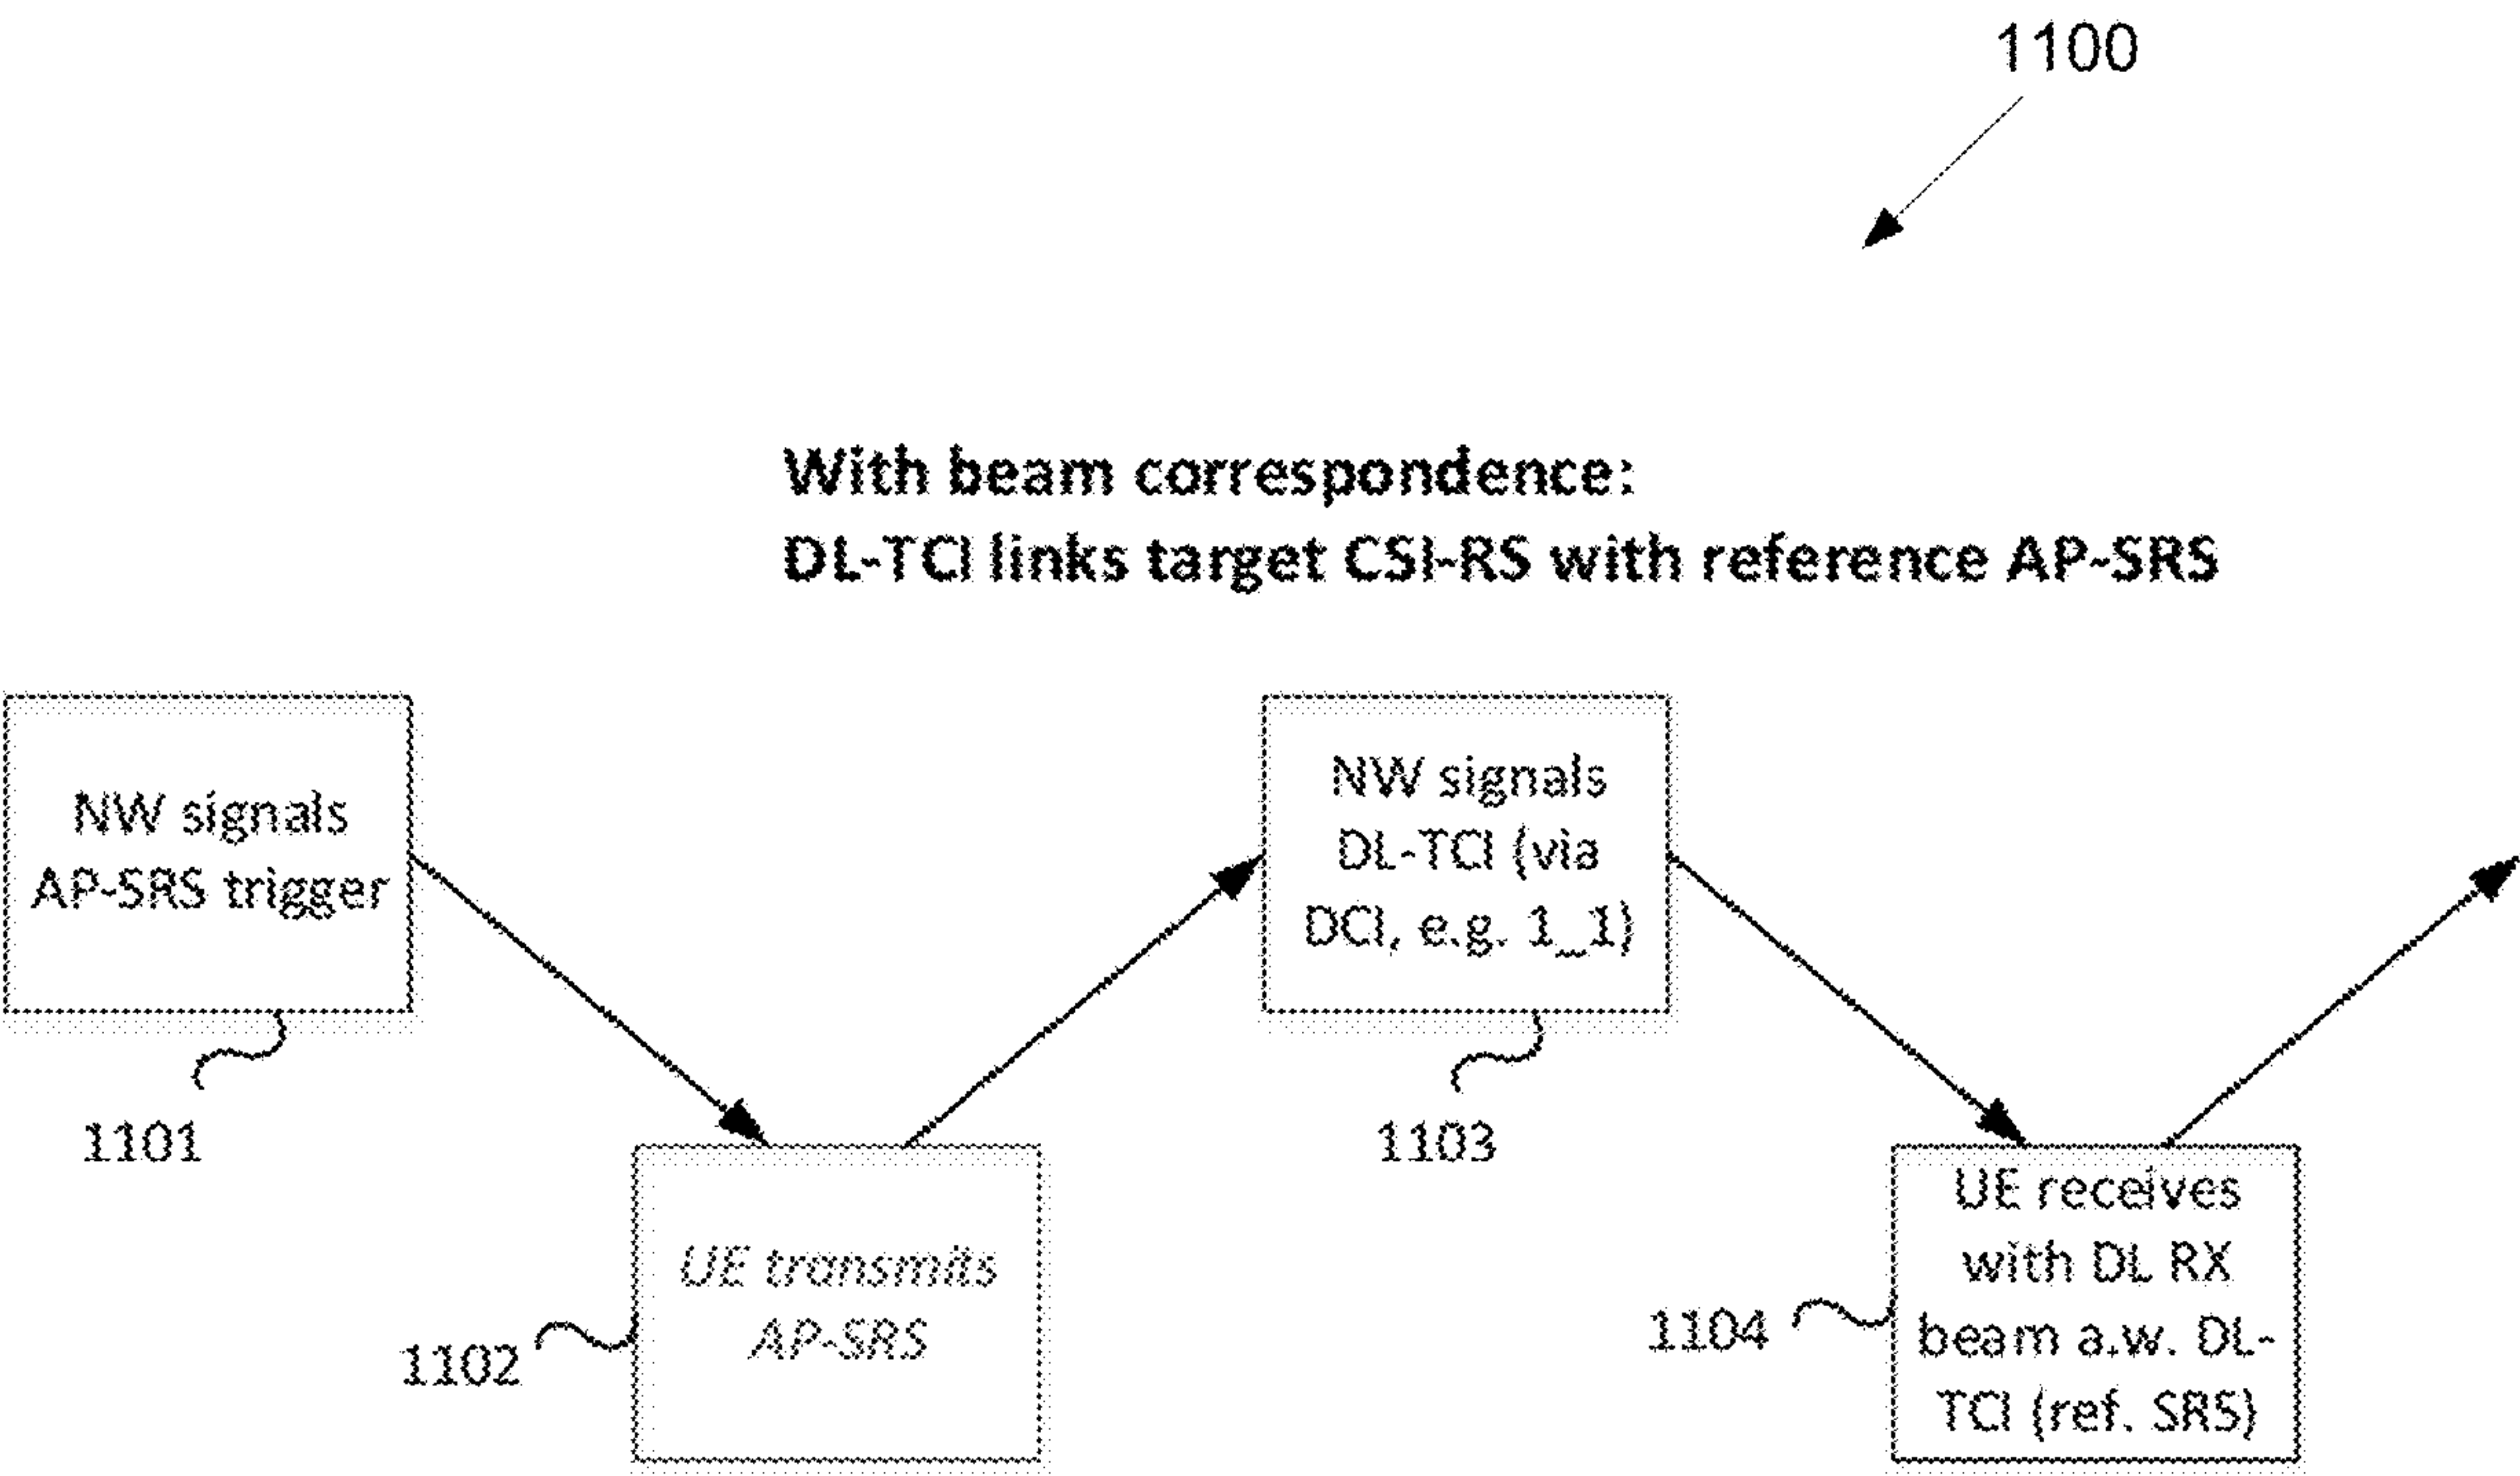 1100
With beam correspondence:
DL-TCI links target CSI-RS with reference AP-SRS
NW signals
AP-SRS trigger
1101
UE transmits
AP-SRS
1102
NW signals
DL-TCI (via
DCI, e.g. 1_1)
1103
UE receives
with DL RX
beam a.w. DL-
TCI (ref. SRS)
1104